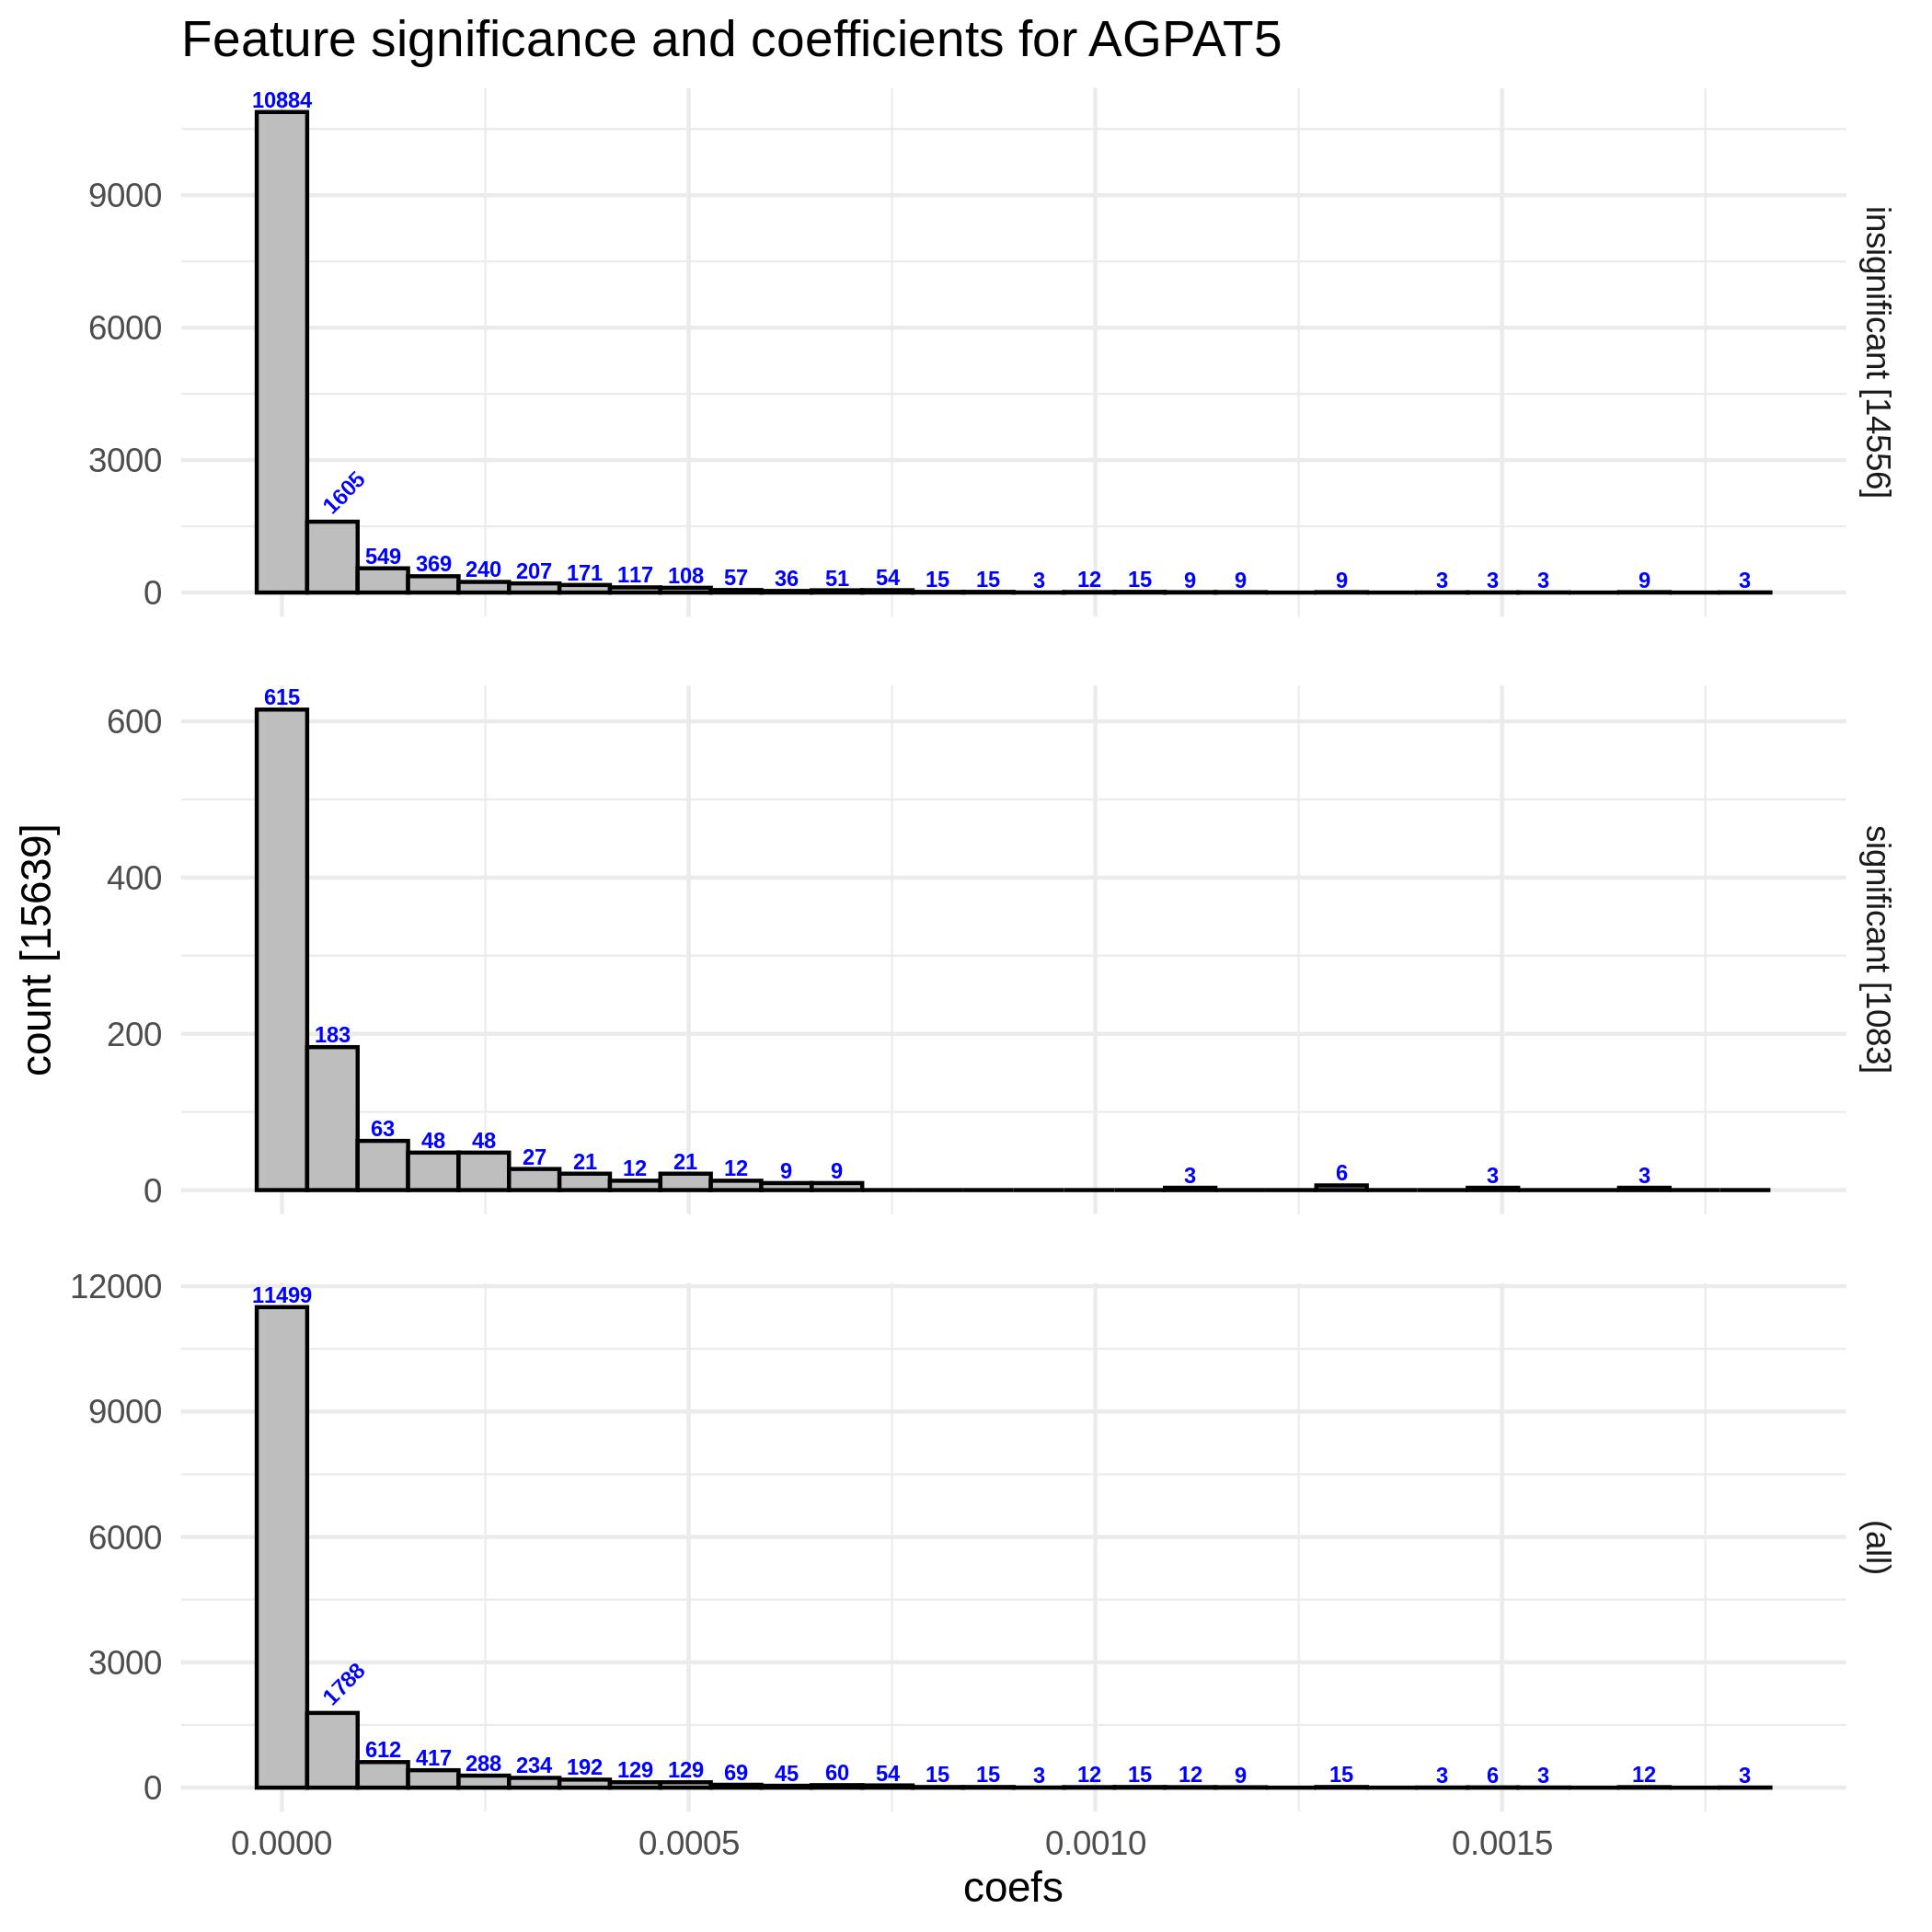 Feature significance and coefficients for AGPAT5
10884
9000
6000
3000
0
1605
549 369 240 207 171 117 108 57 36 51 54 15 15 3 12 15 9 9 9 3 3 3 9 3
insignificant [14556]
count [15639]
615
600
400
200
0
183
63 48 48 27 21 12 21 12 9 9 3 6 3 3
significant [1083]
12000
11499
9000
6000
3000
0
1788
612 417 288 234 192 129 129 69 45 60 54 15 15 3 12 15 12 9 15 3 6 3 12 3
(all)
0.0000 0.0005 0.0010 0.0015
coefs